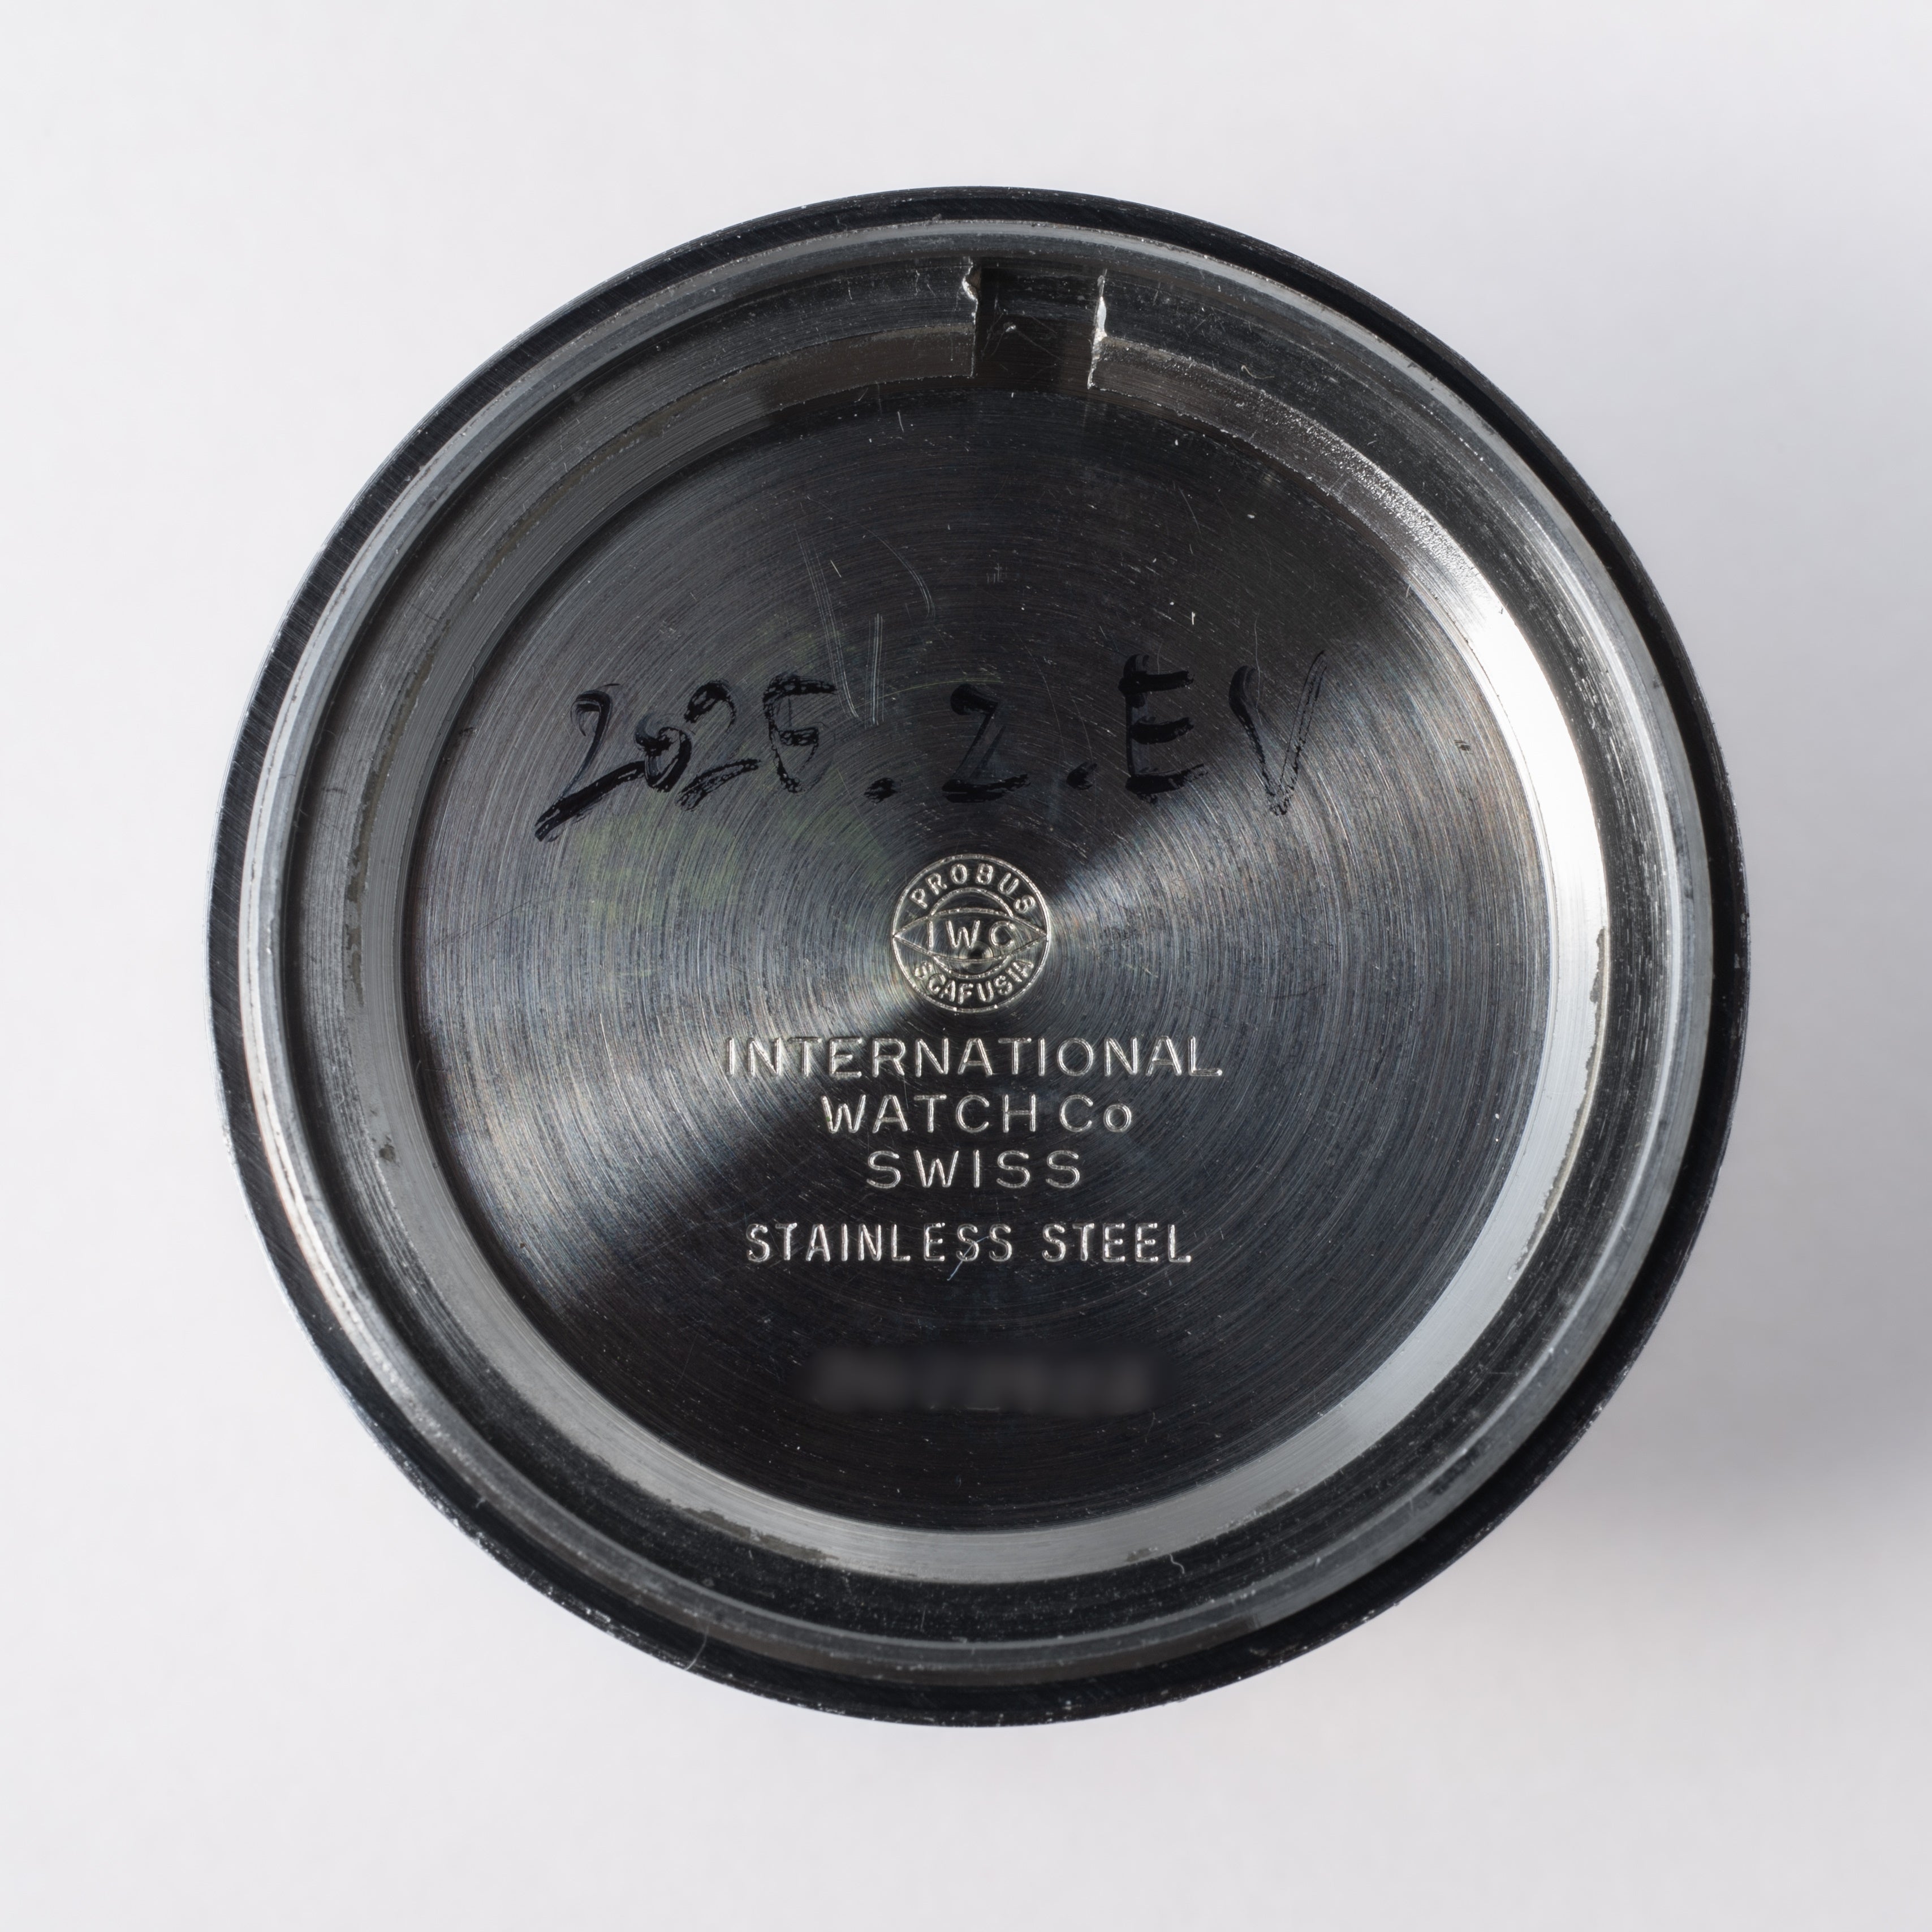 2025.2.EV
PROBUS
IWC
SCAFUSIA
INTERNATIONAL
WATCH Co
SWISS
STAINLESS STEEL